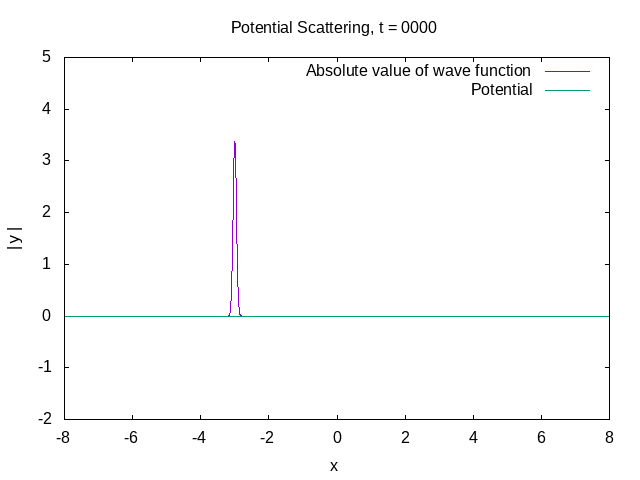 Potential Scattering, t = 0000
Absolute value of wave function
Potential
5
4
3
2
1
0
-1
-2
|y|
-8 -6 -4 -2 0 2 4 6 8
x